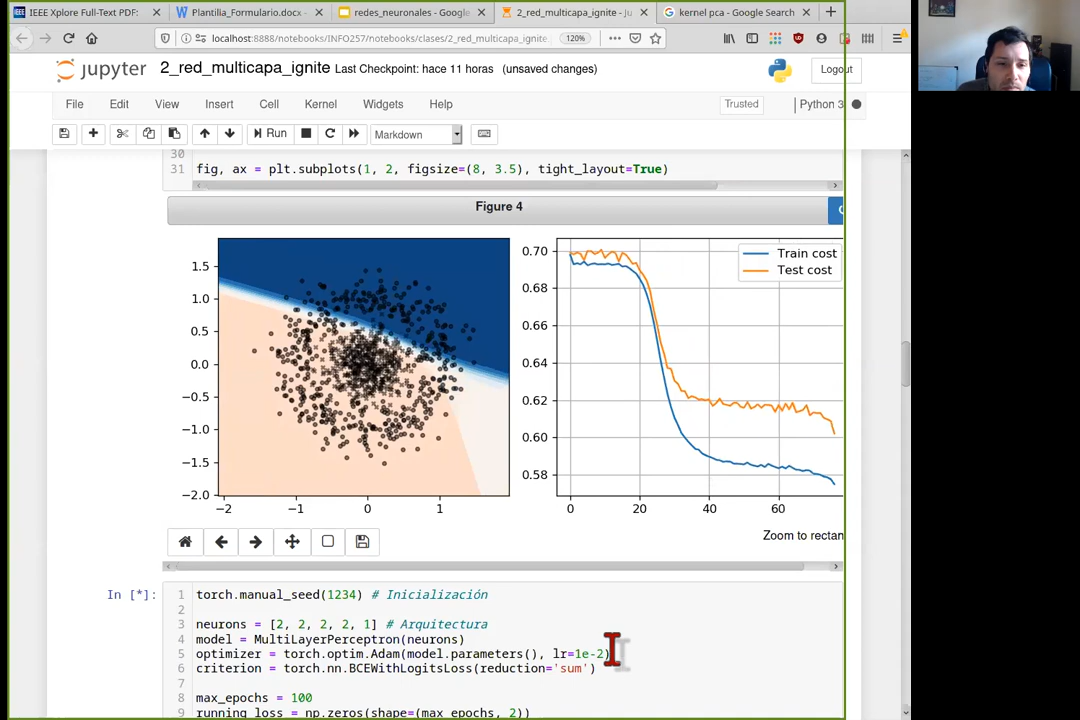 IEEE Xplore Full-Text PDF:
Plantilia_Formulario.docx -
redes_neuronales - Google
2_red_multicapa_ignite - Ju
kernel pca - Google Search
localhost:8888/notebooks/INFO257/notebooks/clases/2_red_multicapa_ignite
120%
jupyter 2_red_multicapa_ignite Last Checkpoint: hace 11 horas (unsaved changes)
Logout
File Edit View Insert Cell Kernel Widgets Help
Trusted
Python 3
Run
Markdown
30
31 fig, ax = plt.subplots(1, 2, figsize=(8, 3.5), tight_layout=True)
Figure 4
1.5
1.0
0.5
0.0
−0.5
−1.0
−1.5
−2.0
−2 −1 0 1
0.70
0.68
0.66
0.64
0.62
0.60
0.58
0 20 40 60
Train cost
Test cost
Zoom to rectan
In [*]:
1 torch.manual_seed(1234) # Inicialización
2
3 neurons = [2, 2, 2, 2, 1] # Arquitectura
4 model = MultiLayerPerceptron(neurons)
5 optimizer = torch.optim.Adam(model.parameters(), lr=1e-2)
6 criterion = torch.nn.BCEWithLogitsLoss(reduction='sum')
7
8 max_epochs = 100
9 running_loss = np.zeros(shape=(max_epochs, 2))